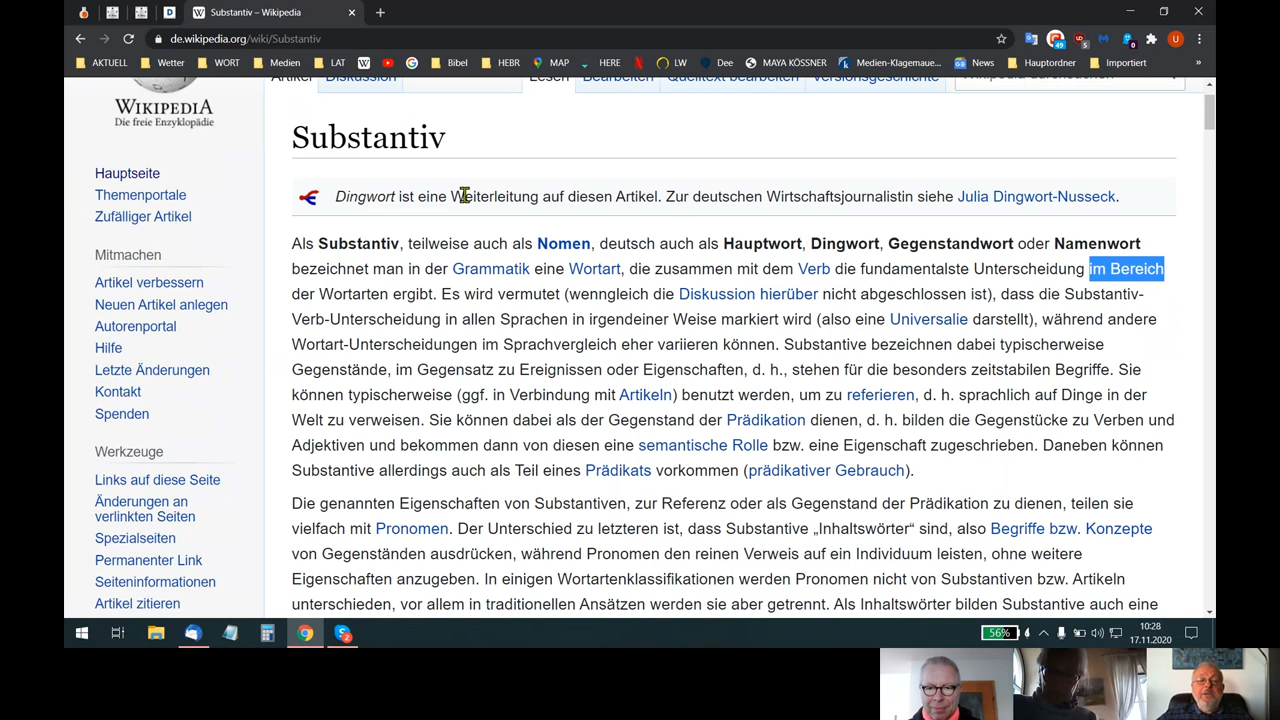 Substantiv – Wikipedia
de.wikipedia.org/wiki/Substantiv
49
5
0
U
AKTUELL Wetter WORT Medien LAT Bibel HEBR MAP HERE LW Dee MAYA KÖSSNER Medien-Klagemaue... News Hauptordner Importiert »
Artikel Diskussion Lesen Bearbeiten Quelltext bearbeiten Versionsgeschichte Wikipedia durchsuchen
WIKIPEDIA
Die freie Enzyklopädie
Hauptseite
Themenportale
Zufälliger Artikel
Mitmachen
Artikel verbessern
Neuen Artikel anlegen
Autorenportal
Hilfe
Letzte Änderungen
Kontakt
Spenden
Werkzeuge
Links auf diese Seite
Änderungen an
verlinkten Seiten
Spezialseiten
Permanenter Link
Seiteninformationen
Artikel zitieren
Substantiv
Dingwort ist eine Weiterleitung auf diesen Artikel. Zur deutschen Wirtschaftsjournalistin siehe Julia Dingwort-Nusseck.
Als Substantiv, teilweise auch als Nomen, deutsch auch als Hauptwort, Dingwort, Gegenstandwort oder Namenwort
bezeichnet man in der Grammatik eine Wortart, die zusammen mit dem Verb die fundamentalste Unterscheidung im Bereich
der Wortarten ergibt. Es wird vermutet (wenngleich die Diskussion hierüber nicht abgeschlossen ist), dass die Substantiv-
Verb-Unterscheidung in allen Sprachen in irgendeiner Weise markiert wird (also eine Universalie darstellt), während andere
Wortart-Unterscheidungen im Sprachvergleich eher variieren können. Substantive bezeichnen dabei typischerweise
Gegenstände, im Gegensatz zu Ereignissen oder Eigenschaften, d. h., stehen für die besonders zeitstabilen Begriffe. Sie
können typischerweise (ggf. in Verbindung mit Artikeln) benutzt werden, um zu referieren, d. h. sprachlich auf Dinge in der
Welt zu verweisen. Sie können dabei als der Gegenstand der Prädikation dienen, d. h. bilden die Gegenstücke zu Verben und
Adjektiven und bekommen dann von diesen eine semantische Rolle bzw. eine Eigenschaft zugeschrieben. Daneben können
Substantive allerdings auch als Teil eines Prädikats vorkommen (prädikativer Gebrauch).
Die genannten Eigenschaften von Substantiven, zur Referenz oder als Gegenstand der Prädikation zu dienen, teilen sie
vielfach mit Pronomen. Der Unterschied zu letzteren ist, dass Substantive „Inhaltswörter“ sind, also Begriffe bzw. Konzepte
von Gegenständen ausdrücken, während Pronomen den reinen Verweis auf ein Individuum leisten, ohne weitere
Eigenschaften anzugeben. In einigen Wortartenklassifikationen werden Pronomen nicht von Substantiven bzw. Artikeln
unterschieden, vor allem in traditionellen Ansätzen werden sie aber getrennt. Als Inhaltswörter bilden Substantive auch eine
56%
10:28
17.11.2020